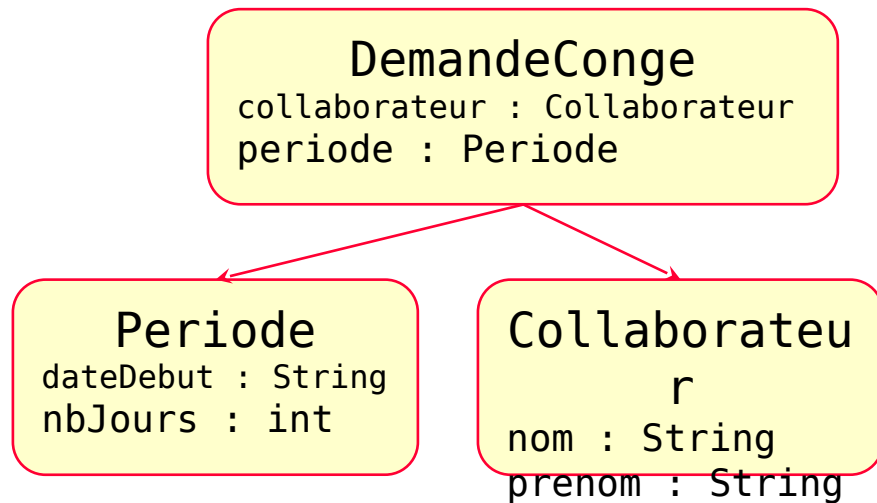 DemandeConge
collaborateur : Collaborateur
periode : Periode
Periode
dateDebut : String
nbJours : int
Collaborateu
r
nom : String
prenom : String